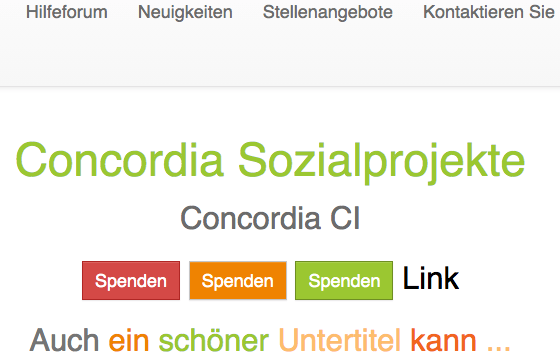 Hilfeforum Neuigkeiten Stellenangebote Kontaktieren Sie
Concordia Sozialprojekte
Concordia CI
Spenden Spenden Spenden Link
Auch ein schöner Untertitel kann ...